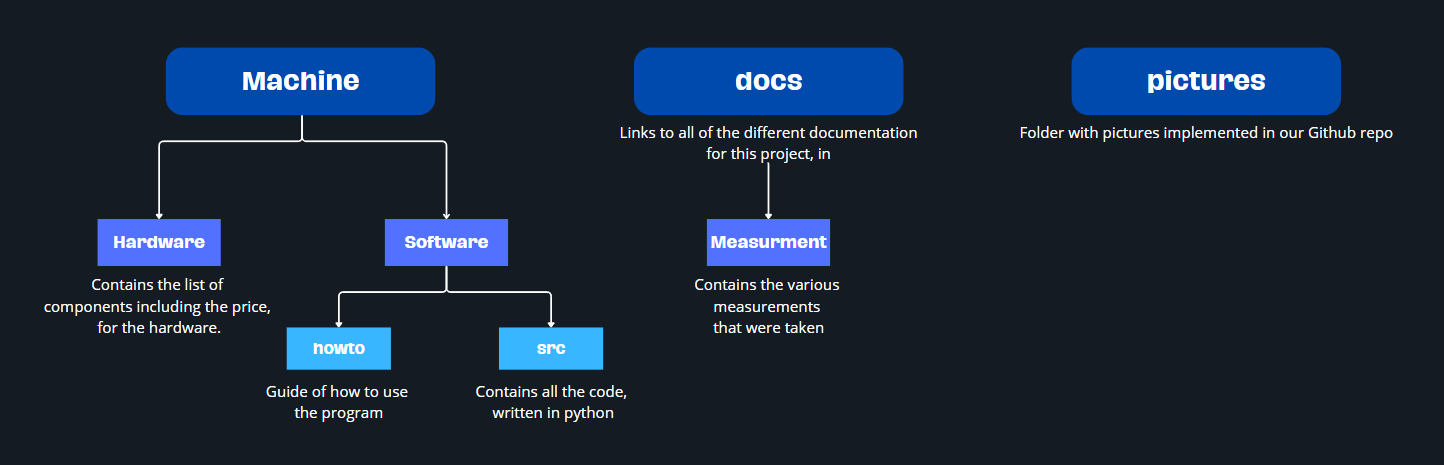 Machine
docs
pictures
Links to all of the different documentation
for this project, in
Folder with pictures implemented in our Github repo
Hardware
Software
Measurment
Contains the list of
components including the price,
for the hardware.
Contains the various
measurements
that were taken
howto
src
Guide of how to use
the program
Contains all the code,
written in python